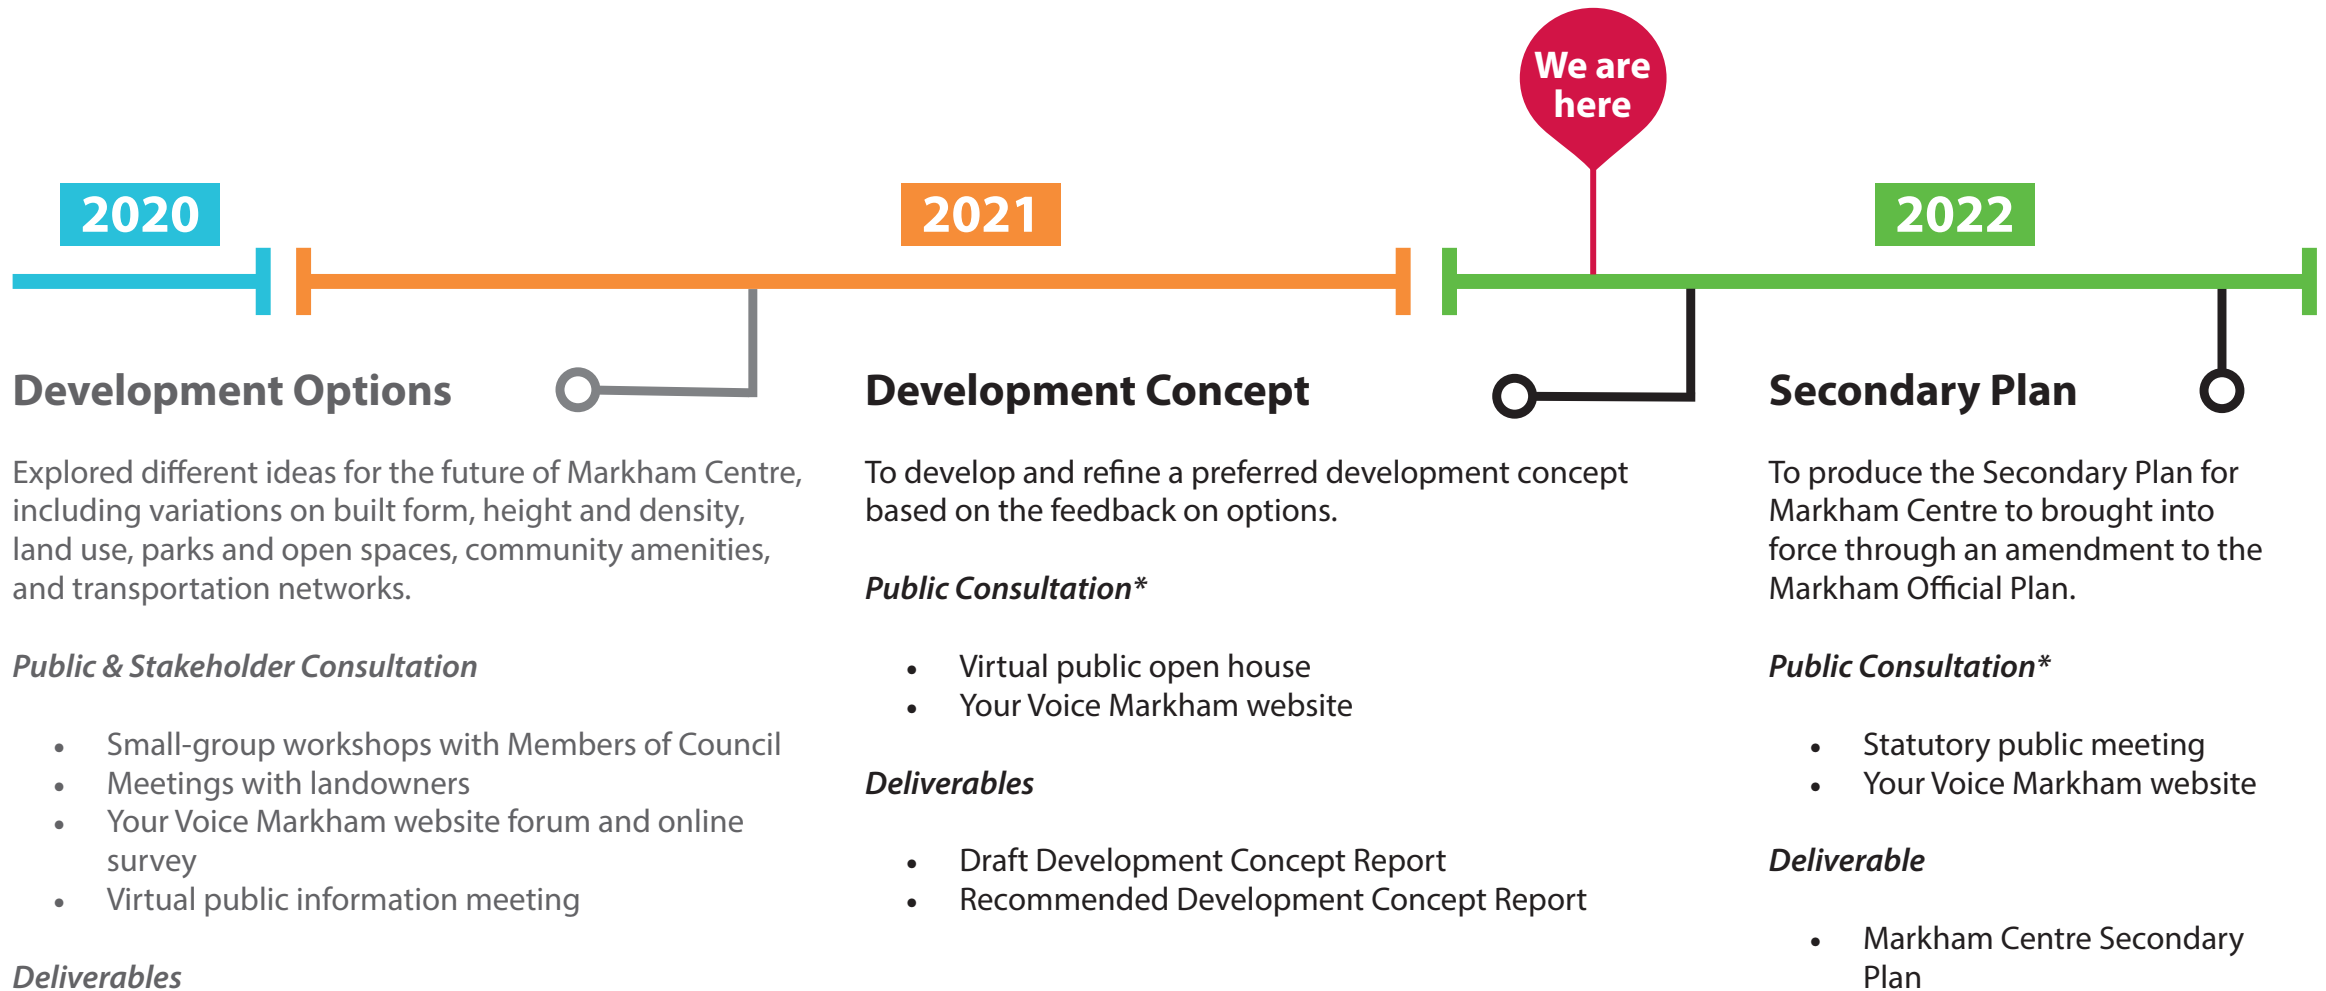 We are
here
2020
2021
2022
Development Options
Explored different ideas for the future of Markham Centre,
including variations on built form, height and density,
land use, parks and open spaces, community amenities,
and transportation networks.
Public & Stakeholder Consultation
• Small-group workshops with Members of Council
• Meetings with landowners
• Your Voice Markham website forum and online
survey
• Virtual public information meeting
Deliverables
Development Concept
To develop and refine a preferred development concept
based on the feedback on options.
Public Consultation*
• Virtual public open house
• Your Voice Markham website
Deliverables
• Draft Development Concept Report
• Recommended Development Concept Report
Secondary Plan
To produce the Secondary Plan for
Markham Centre to brought into
force through an amendment to the
Markham Official Plan.
Public Consultation*
• Statutory public meeting
• Your Voice Markham website
Deliverable
• Markham Centre Secondary
Plan